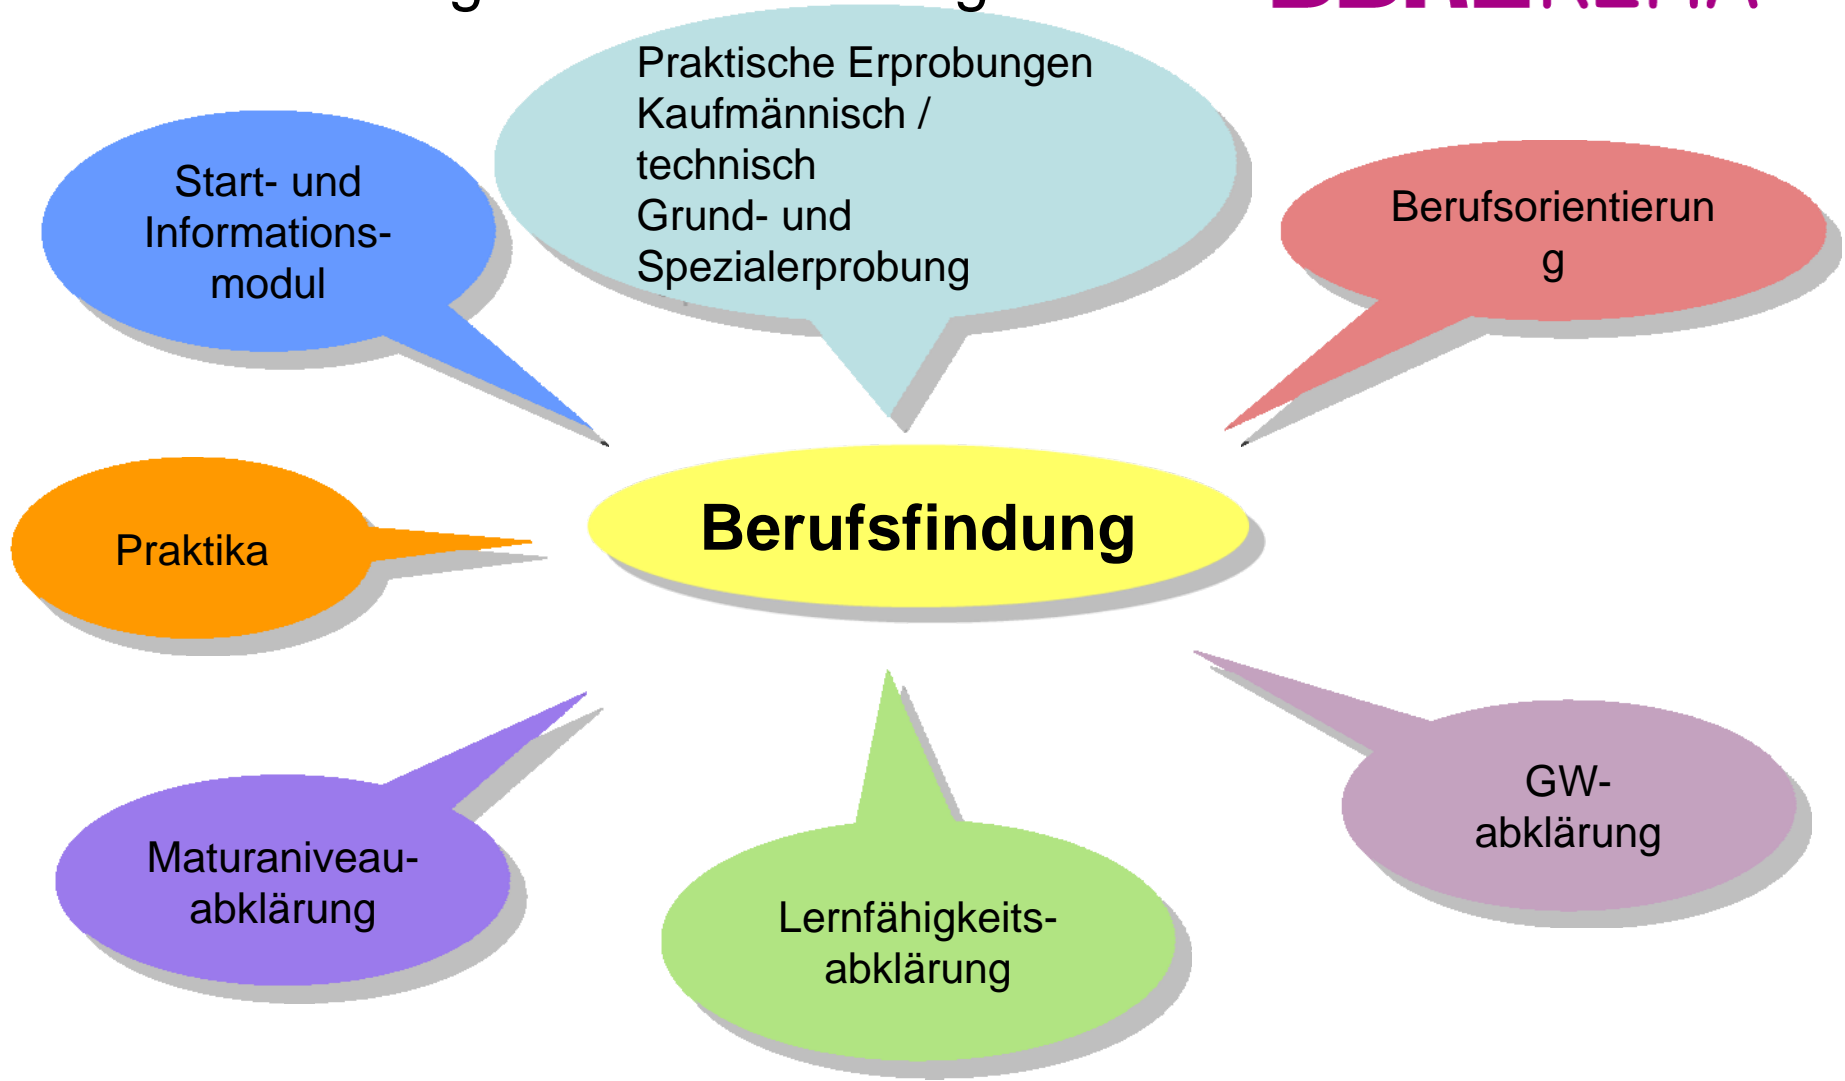 Praktische Erprobungen
Kaufmännisch /
technisch
Grund- und
Spezialerprobung
Start- und
Informations-
modul
Berufsorientierun
g
Berufsfindung
Praktika
GW-
abklärung
Maturaniveau-
abklärung
Lernfähigkeits-
abklärung